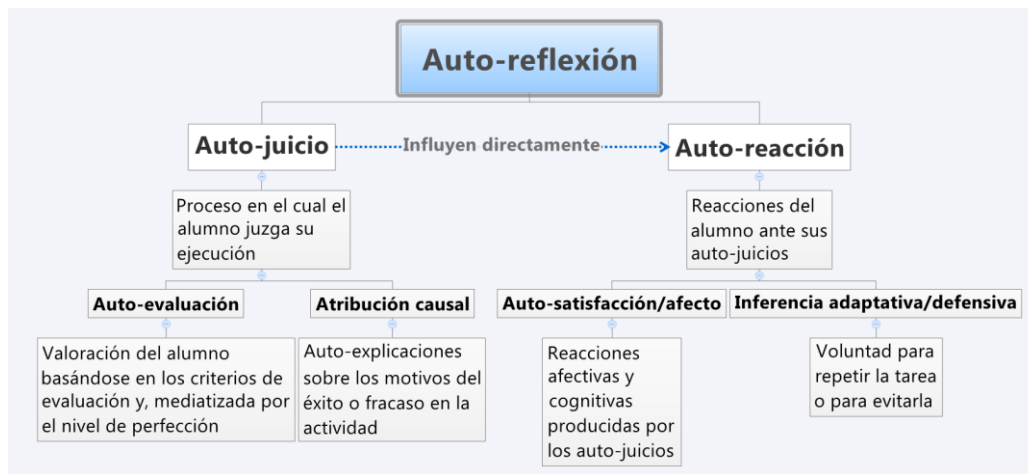 Auto-reflexión
Auto-juicio
Influyen directamente
Auto-reacción
Proceso en el cual el
alumno juzga su
ejecución
Reacciones del
alumno ante sus
auto-juicios
Auto-evaluación
Atribución causal
Auto-satisfacción/afecto
Inferencia adaptativa/defensiva
Valoración del alumno
basándose en los criterios de
evaluación y, mediatizada por
el nivel de perfección
Auto-explicaciones
sobre los motivos del
éxito o fracaso en la
actividad
Reacciones
afectivas y
cognitivas
producidas por
los auto-juicios
Voluntad para
repetir la tarea
o para evitarla